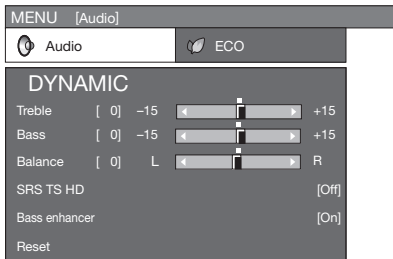 MENU [Audio]
Audio ECO
DYNAMIC
Treble [ 0] –15 +15
Bass [ 0] –15 +15
Balance [ 0] L R
SRS TS HD [Off]
Bass enhancer [On]
Reset